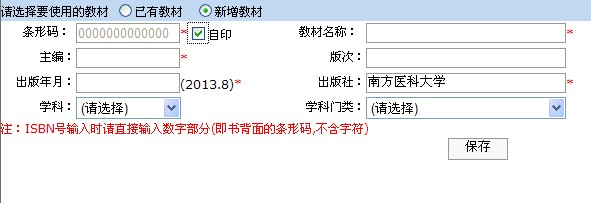 请选择要使用的教材 已有教材 新增教材
条形码： 0000000000000 * 自印 教材名称： *
主编： * 版次：
出版年月： *(2013.8) 出版社： 南方医科大学 *
学科： (请选择) 学科门类： (请选择)
注：ISBN号输入时请直接输入数字部分(即书背面的条形码,不含字符)
保存